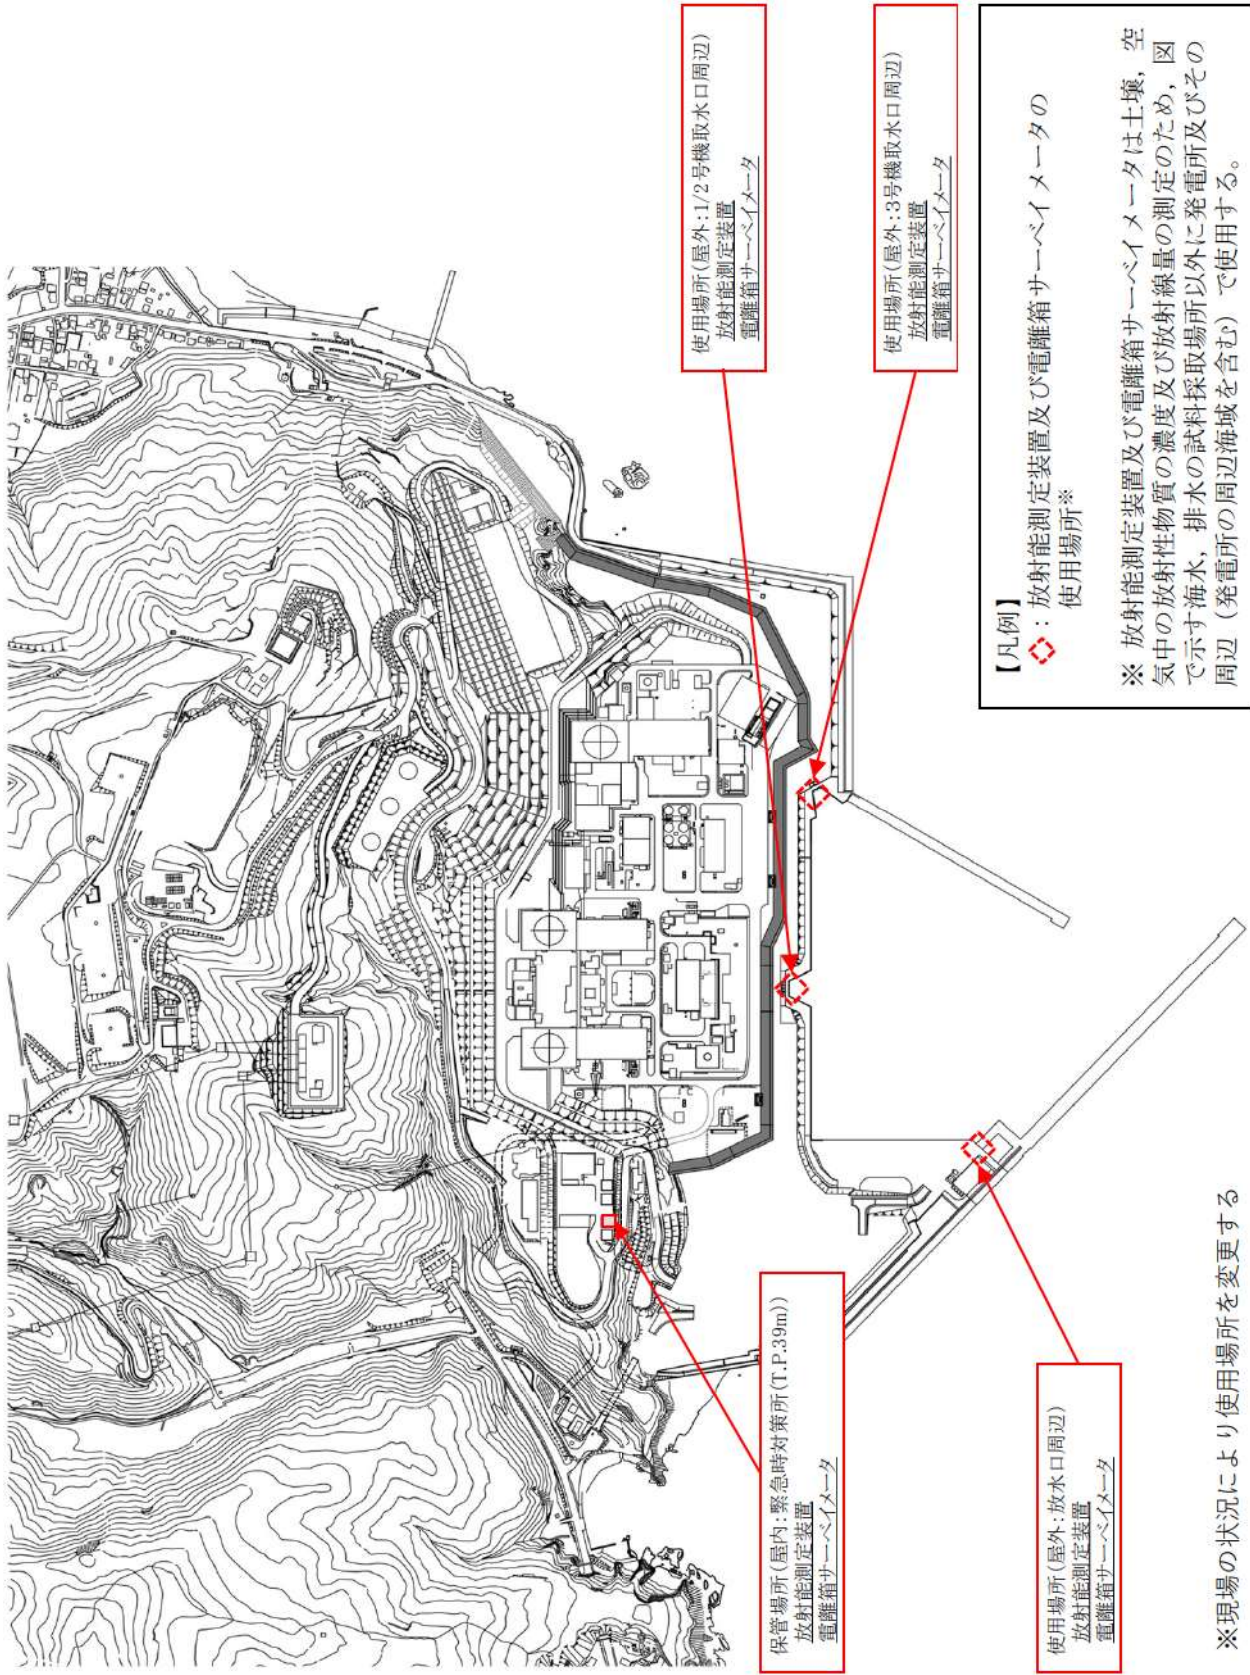 保管場所(屋内:緊急時対策所(T.P.39m))
放射能測定装置
電離箱サーベイメータ
使用場所(屋外:1/2号機取水口周辺)
放射能測定装置
電離箱サーベイメータ
使用場所(屋外:3号機取水口周辺)
放射能測定装置
電離箱サーベイメータ
使用場所(屋外:放水口周辺)
放射能測定装置
電離箱サーベイメータ
【凡例】
:放射能測定装置及び電離箱サーベイメータの
使用場所※
※ 放射能測定装置及び電離箱サーベイメータは土壌,空
気中の放射性物質の濃度及び放射線量の測定のため,図
で示す海水,排水の試料採取場所以外に発電所及びその
周辺(発電所の周辺海域を含む)で使用する。
※現場の状況により使用場所を変更する